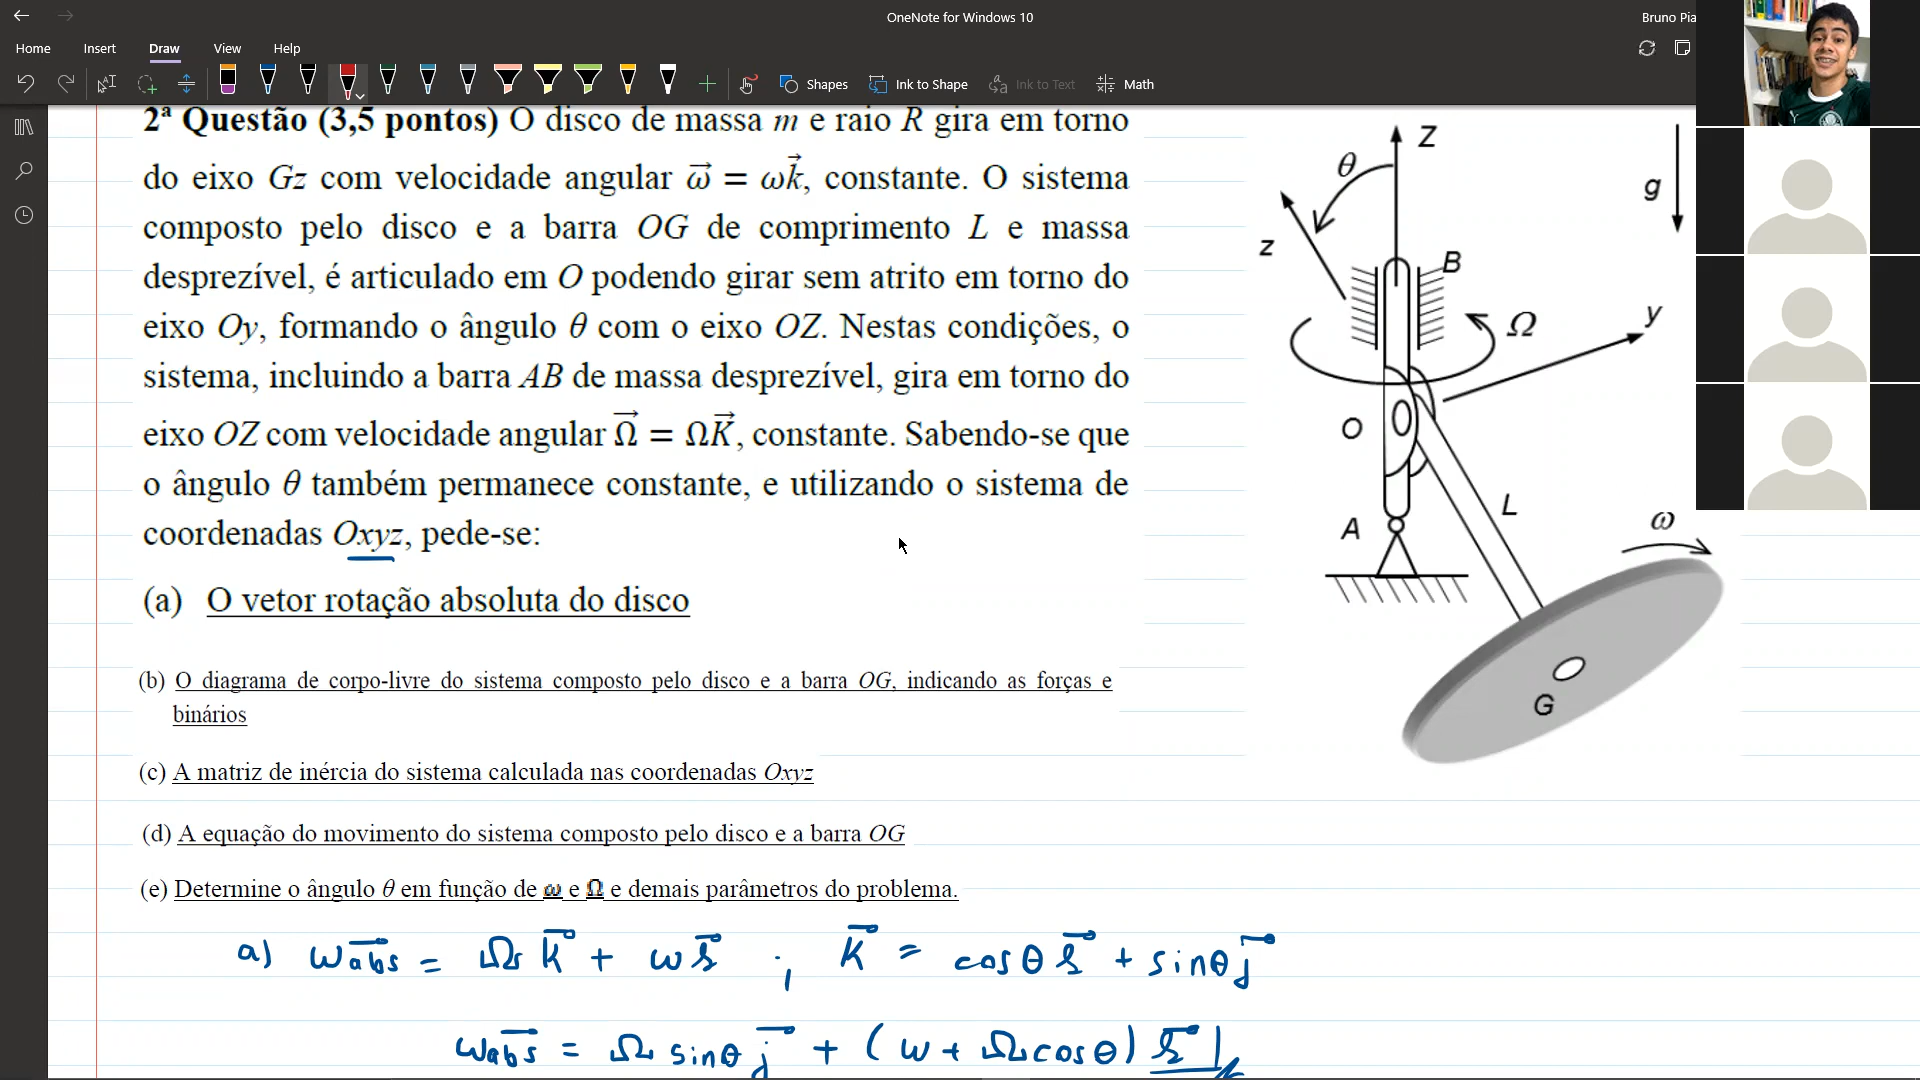 OneNote for Windows 10
Bruno Pia
Home Insert Draw View Help
Shapes Ink to Shape Ink to Text Math
2ª Questão (3,5 pontos) O disco de massa m e raio R gira em torno
do eixo Gz com velocidade angular ω⃗ = ωk⃗, constante. O sistema
composto pelo disco e a barra OG de comprimento L e massa
desprezível, é articulado em O podendo girar sem atrito em torno do
eixo Oy, formando o ângulo θ com o eixo OZ. Nestas condições, o
sistema, incluindo a barra AB de massa desprezível, gira em torno do
eixo OZ com velocidade angular Ω⃗ = ΩK⃗, constante. Sabendo-se que
o ângulo θ também permanece constante, e utilizando o sistema de
coordenadas Oxyz, pede-se:
(a) O vetor rotação absoluta do disco
(b) O diagrama de corpo-livre do sistema composto pelo disco e a barra OG, indicando as forças e
binários
(c) A matriz de inércia do sistema calculada nas coordenadas Oxyz
(d) A equação do movimento do sistema composto pelo disco e a barra OG
(e) Determine o ângulo θ em função de ω e Ω e demais parâmetros do problema.
Z
θ
g
z
B
y
Ω
O
L
A
ω
G
a) w⃗abs = Ω K⃗ + w k⃗ ; K⃗ = cosθ k⃗ + sinθ j⃗
w⃗abs = Ω sinθ j⃗ + (w + Ω cosθ) k⃗